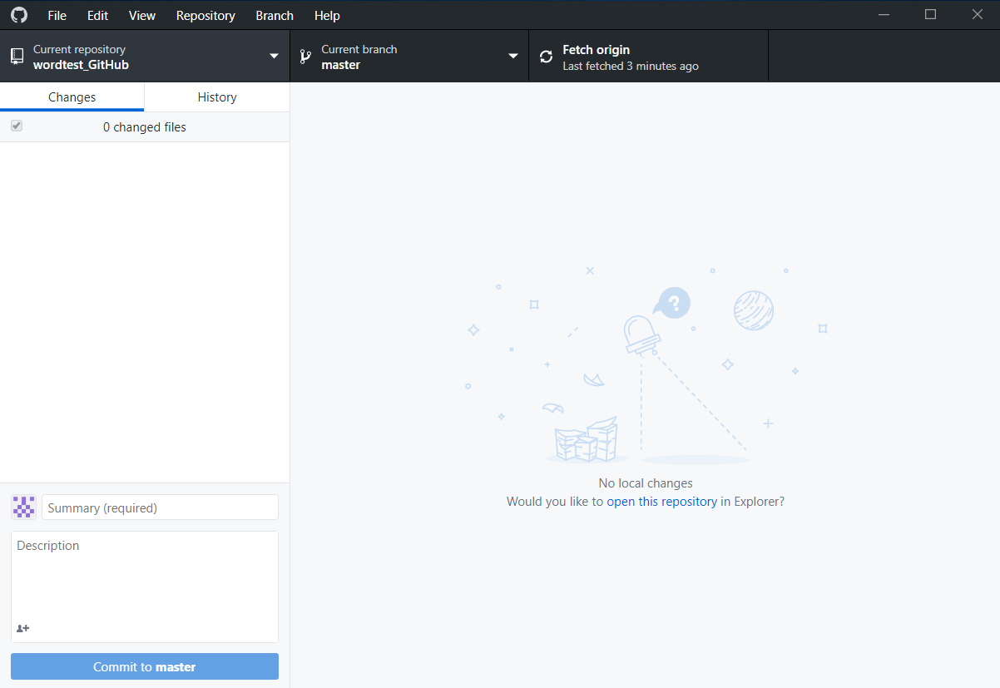 File Edit View Repository Branch Help
Current repository
wordtest_GitHub
Current branch
master
Fetch origin
Last fetched 3 minutes ago
Changes
History
0 changed files
?
No local changes
Would you like to open this repository in Explorer?
Summary (required)
Description
Commit to master